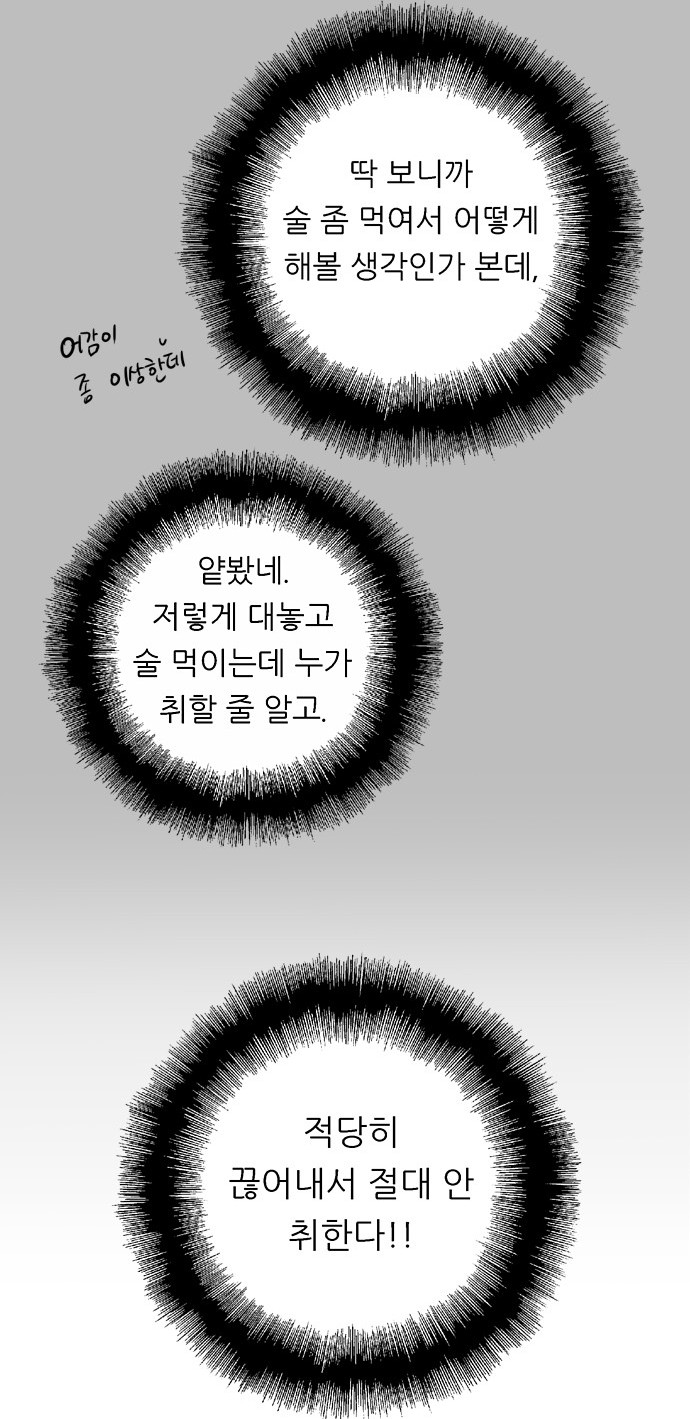 딱 보니까
술 좀 먹여서 어떻게
해볼 생각인가 본데,
어감이
좀 이상한데
얕봤네.
저렇게 대놓고
술 먹이는데 누가
취할 줄 알고.
적당히
끊어내서 절대 안
취한다!!